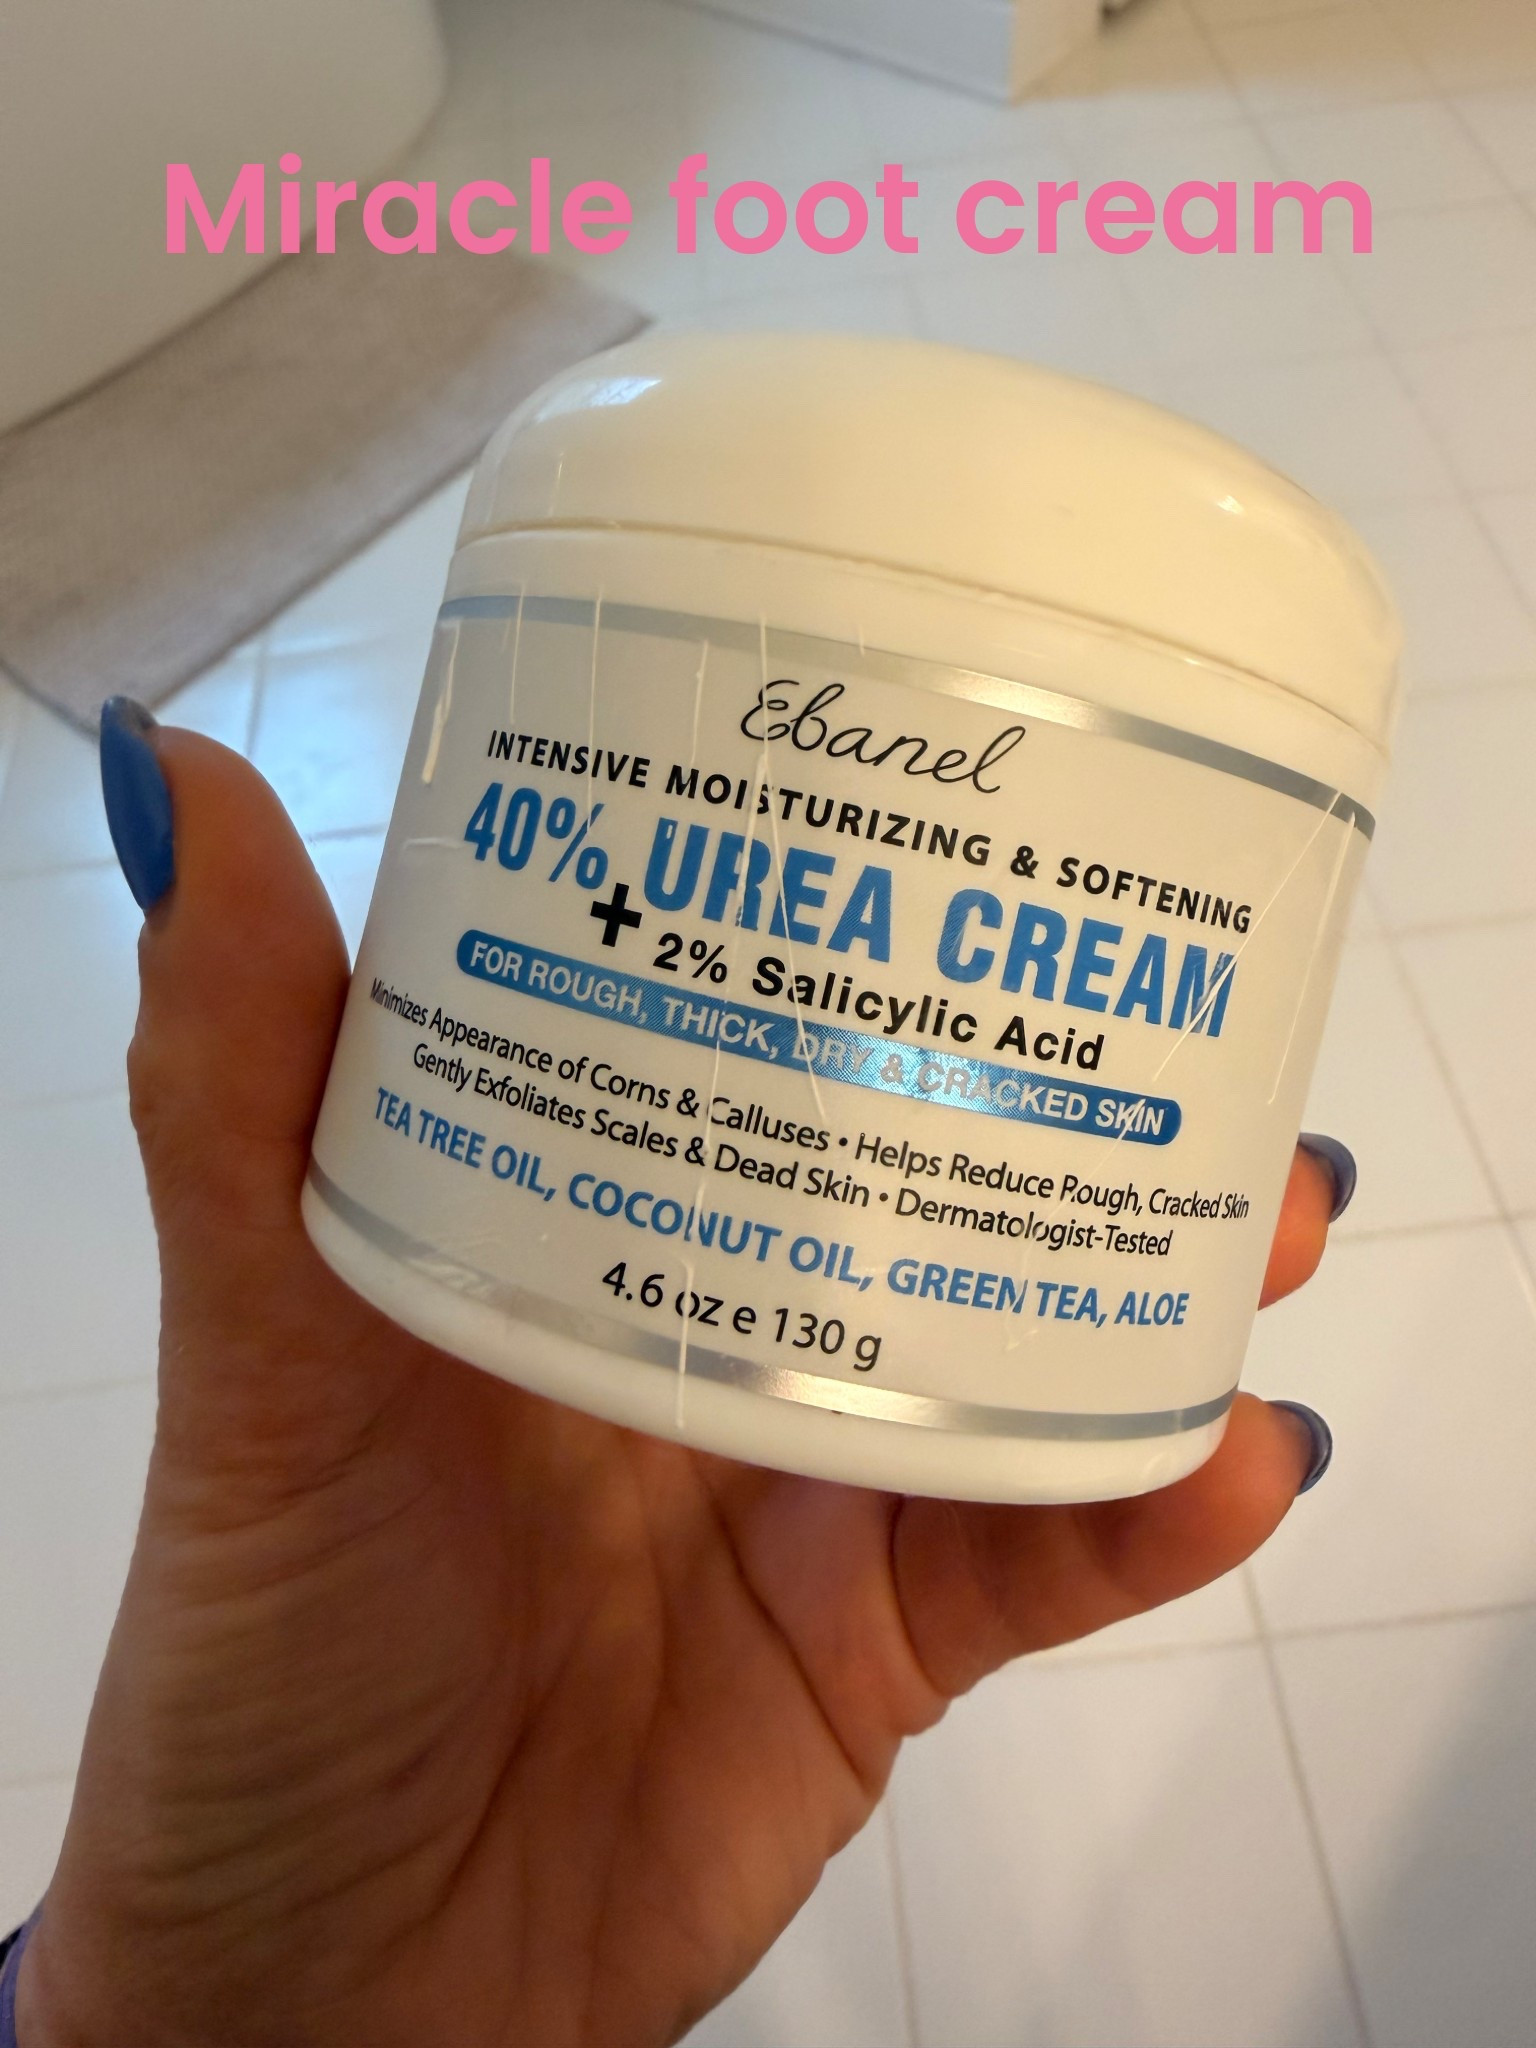 Miracle foot cream
Ebanel
INTENSIVE MOISTURIZING & SOFTENING
40% UREA CREAM
+ 2% Salicylic Acid
FOR ROUGH, THICK, DRY & CRACKED SKIN
Minimizes Appearance of Corns & Calluses • Helps Reduce Rough, Cracked Skin
Gently Exfoliates Scales & Dead Skin • Dermatologist-Tested
TEA TREE OIL, COCONUT OIL, GREEN TEA, ALOE
4.6 oz e 130 g